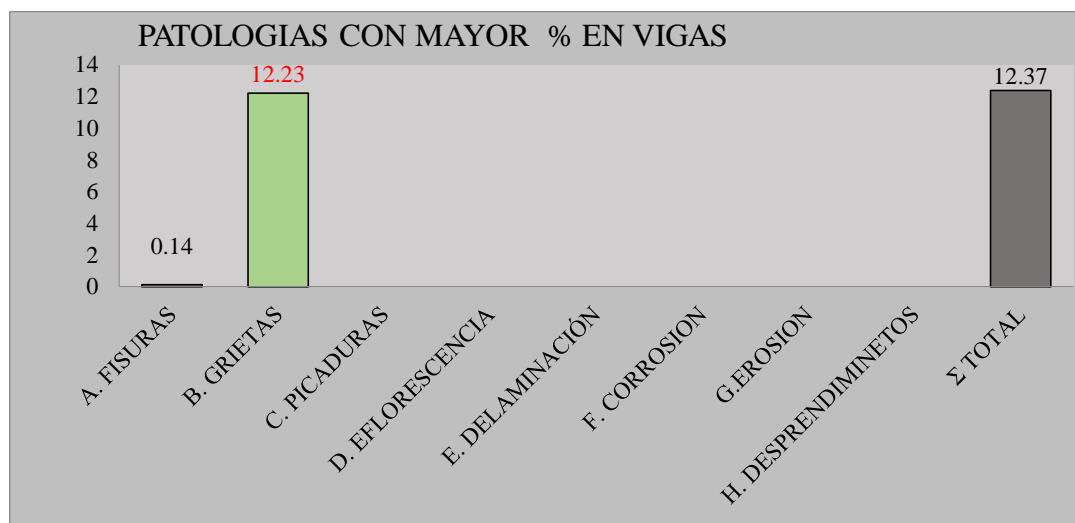 PATOLOGIAS CON MAYOR % EN VIGAS
14
12
10
8
6
4
2
0
0.14
12.23
12.37
A. FISURAS
B. GRIETAS
C. PICADURAS
D. EFLORESCENCIA
E. DELAMINACIÓN
F. CORROSION
G.EROSION
H. DESPRENDIMINETOS
Σ TOTAL